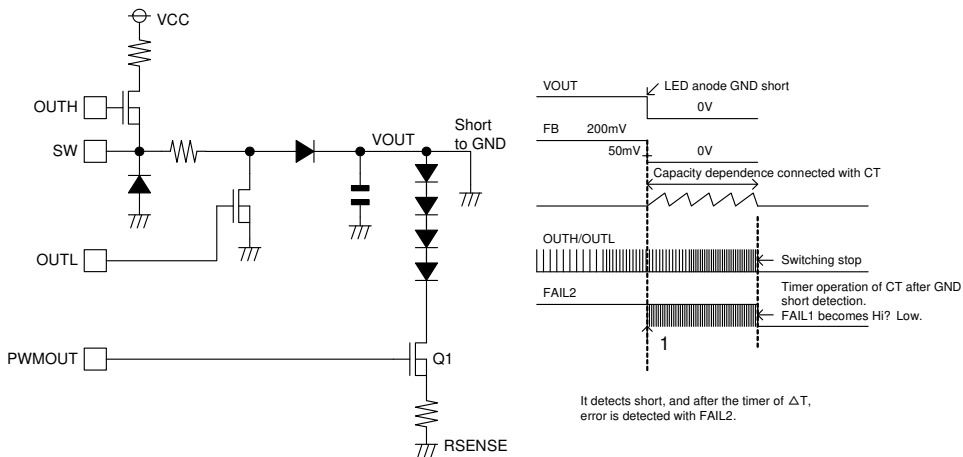 VCC
OUTH
SW
VOUT
Short
to GND
OUTL
PWMOUT
Q1
RSENSE
VOUT
LED anode GND short
0V
FB
200mV
50mV
0V
Capacity dependence connected with CT
OUTH/OUTL
Switching stop
FAIL2
Timer operation of CT after GND
short detection.
FAIL1 becomes Hi? Low.
1
It detects short, and after the timer of △T,
error is detected with FAIL2.